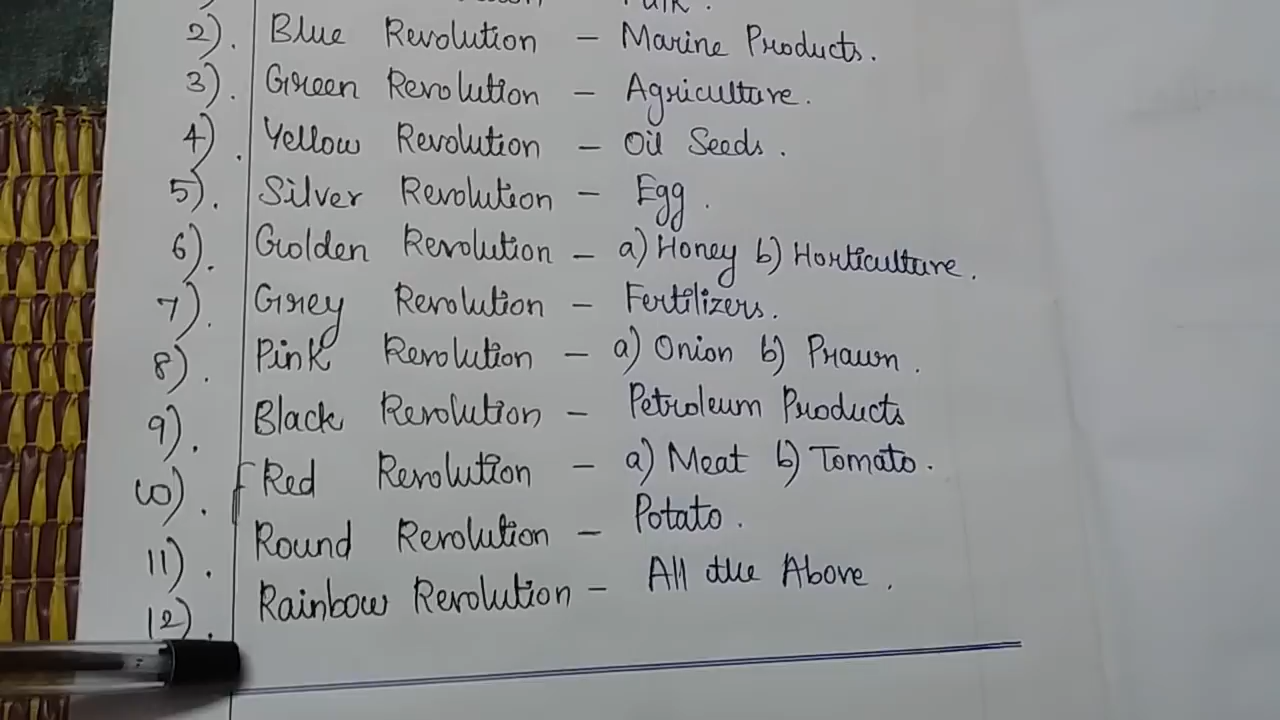 2). Blue Revolution - Marine Products.
3). Green Revolution - Agriculture.
4). Yellow Revolution - Oil Seeds.
5). Silver Revolution - Egg.
6). Golden Revolution - a) Honey b) Horticulture.
7). Grey Revolution - Fertilizers.
8). Pink Revolution - a) Onion b) Prawn.
9). Black Revolution - Petroleum Products
10). Red Revolution - a) Meat b) Tomato.
11). Round Revolution - Potato.
12). Rainbow Revolution - All the Above.